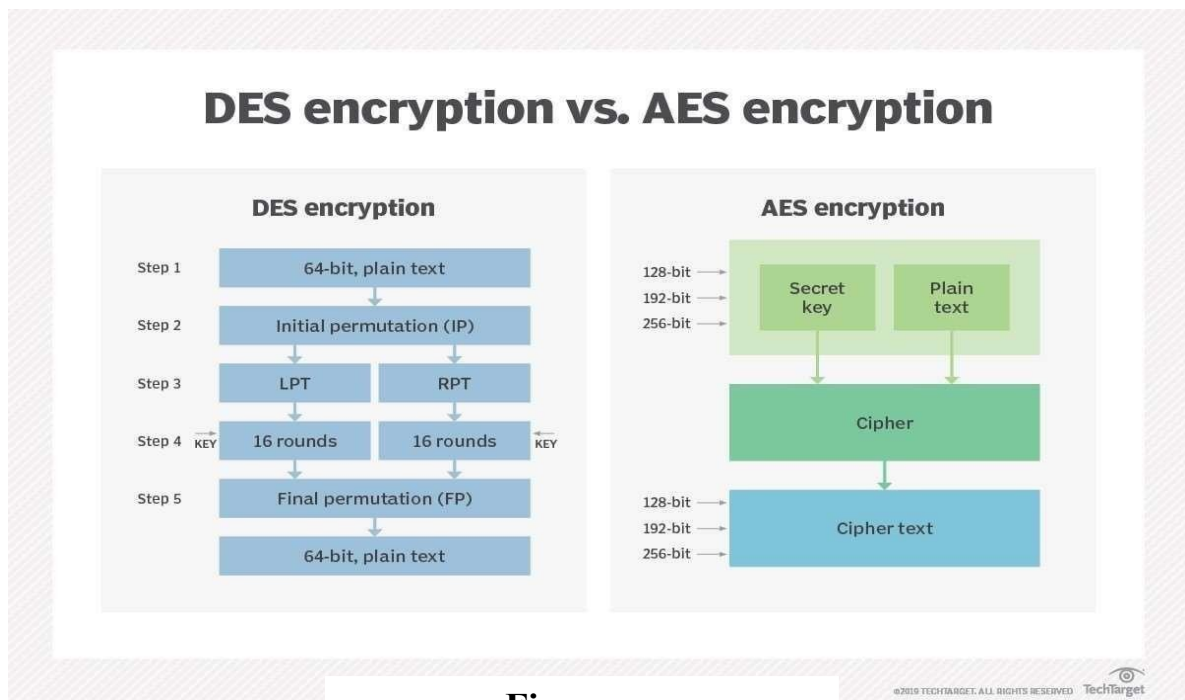 DES encryption vs. AES encryption
DES encryption
Step 1
64-bit, plain text
Step 2
Initial permutation (IP)
Step 3
LPT
RPT
Step 4
KEY
16 rounds
16 rounds
KEY
Step 5
Final permutation (FP)
64-bit, plain text
AES encryption
128-bit
192-bit
256-bit
Secret
key
Plain
text
Cipher
128-bit
192-bit
256-bit
Cipher text
©2019 TECHTARGET. ALL RIGHTS RESERVED TechTarget